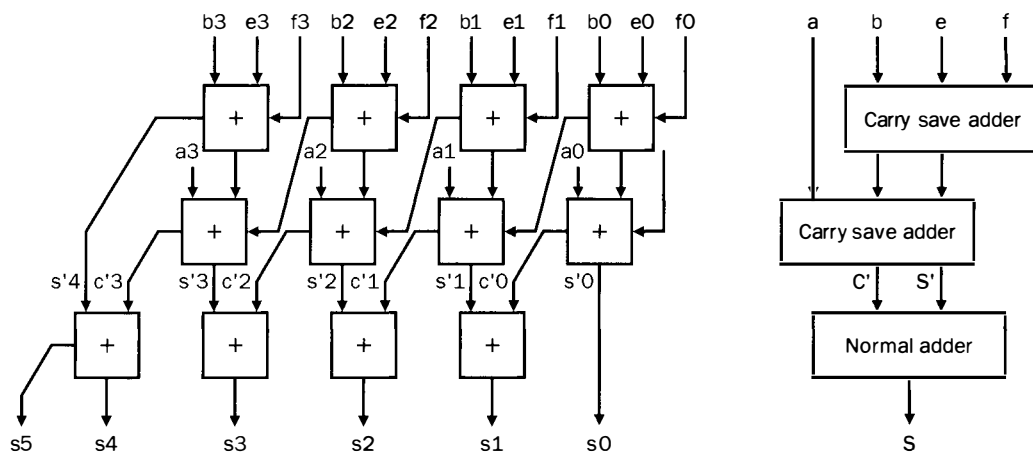 b3 e3 f3 b2 e2 f2 b1 e1 f1 b0 e0 f0 a b e f
+ + + + Carry save adder
a3 a2 a1 a0
+ + + + Carry save adder
s'4 c'3 s'3 c'2 s'2 c'1 s'1 c'0 s'0 C' S'
+ + + + Normal adder
s5 s4 s3 s2 s1 s0 S